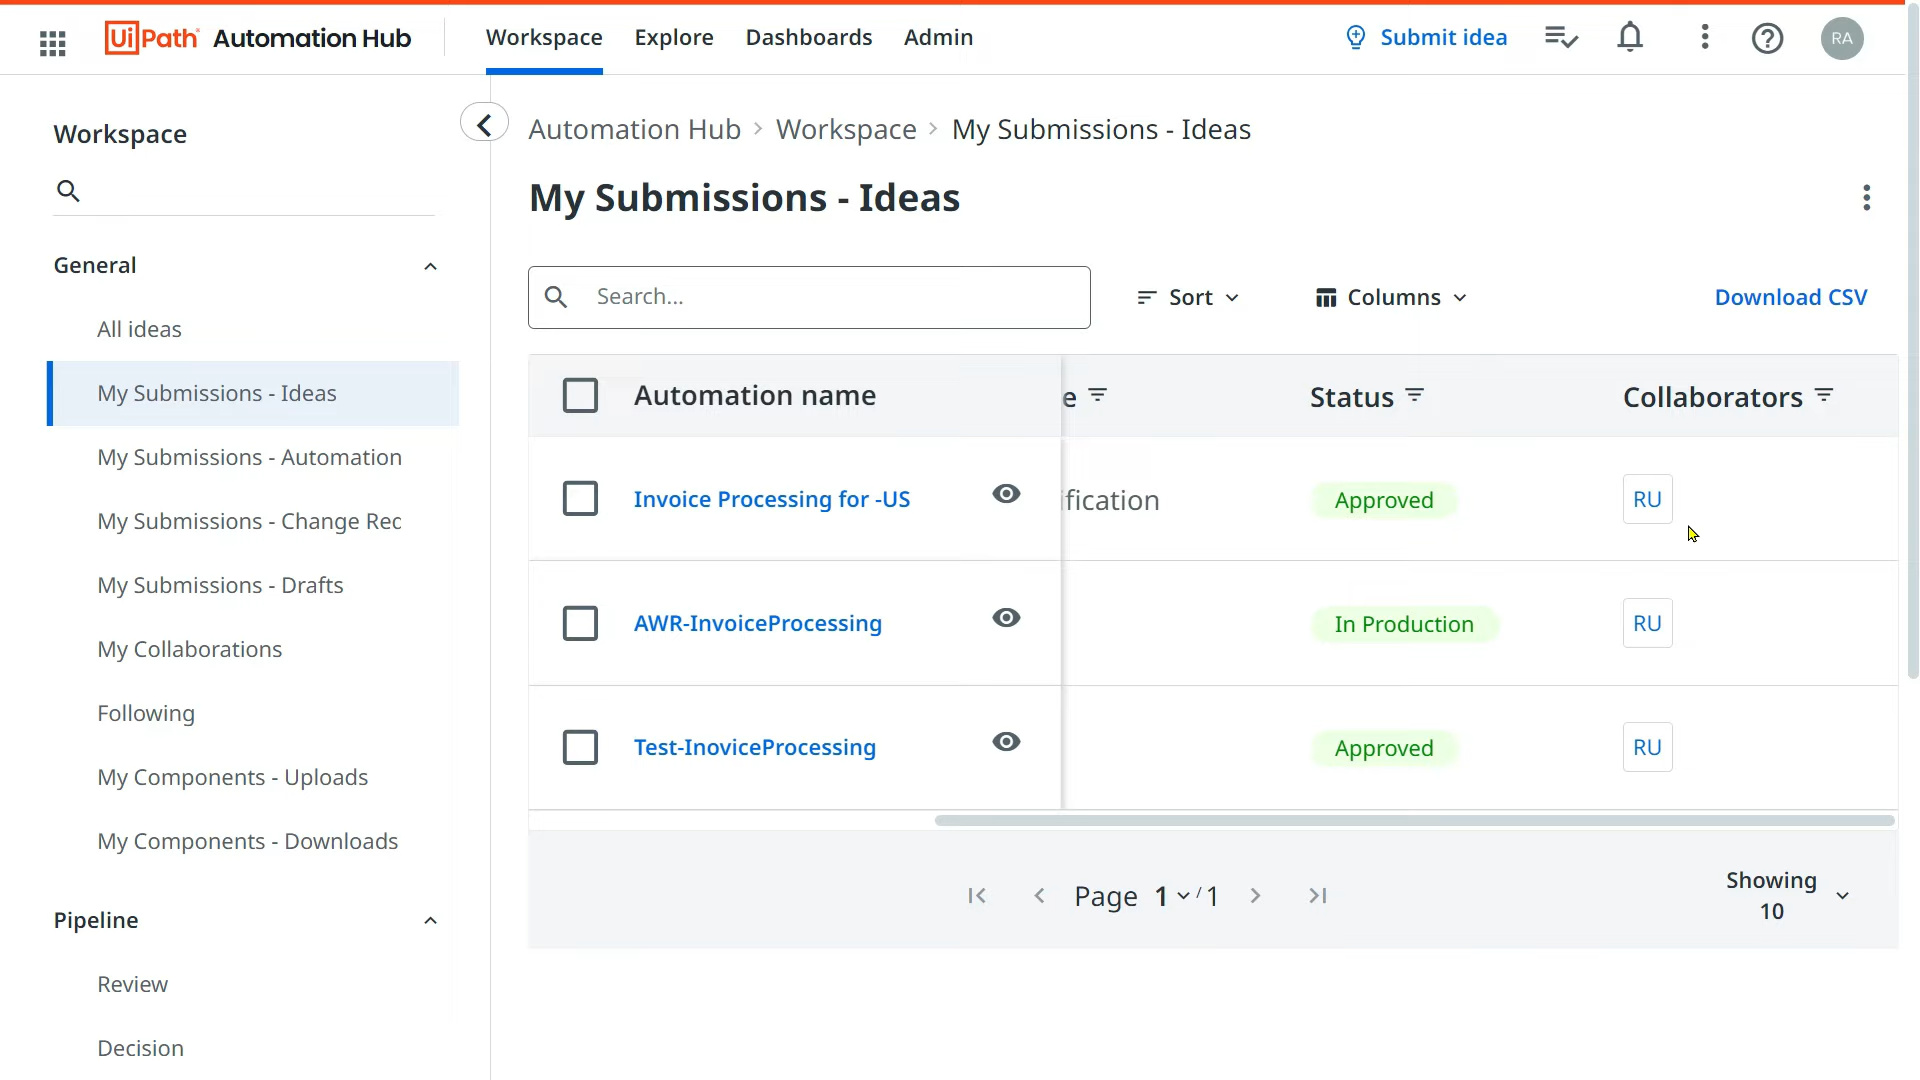 UiPath Automation Hub
Workspace Explore Dashboards Admin
Submit idea
RA
Workspace
General
All ideas
My Submissions - Ideas
My Submissions - Automation
My Submissions - Change Rec
My Submissions - Drafts
My Collaborations
Following
My Components - Uploads
My Components - Downloads
Pipeline
Review
Decision
Automation Hub > Workspace > My Submissions - Ideas
My Submissions - Ideas
Search...
Sort
Columns
Download CSV
Automation name e Status Collaborators
Invoice Processing for -US ification Approved RU
AWR-InvoiceProcessing In Production RU
Test-InoviceProcessing Approved RU
Page 1 / 1
Showing
10